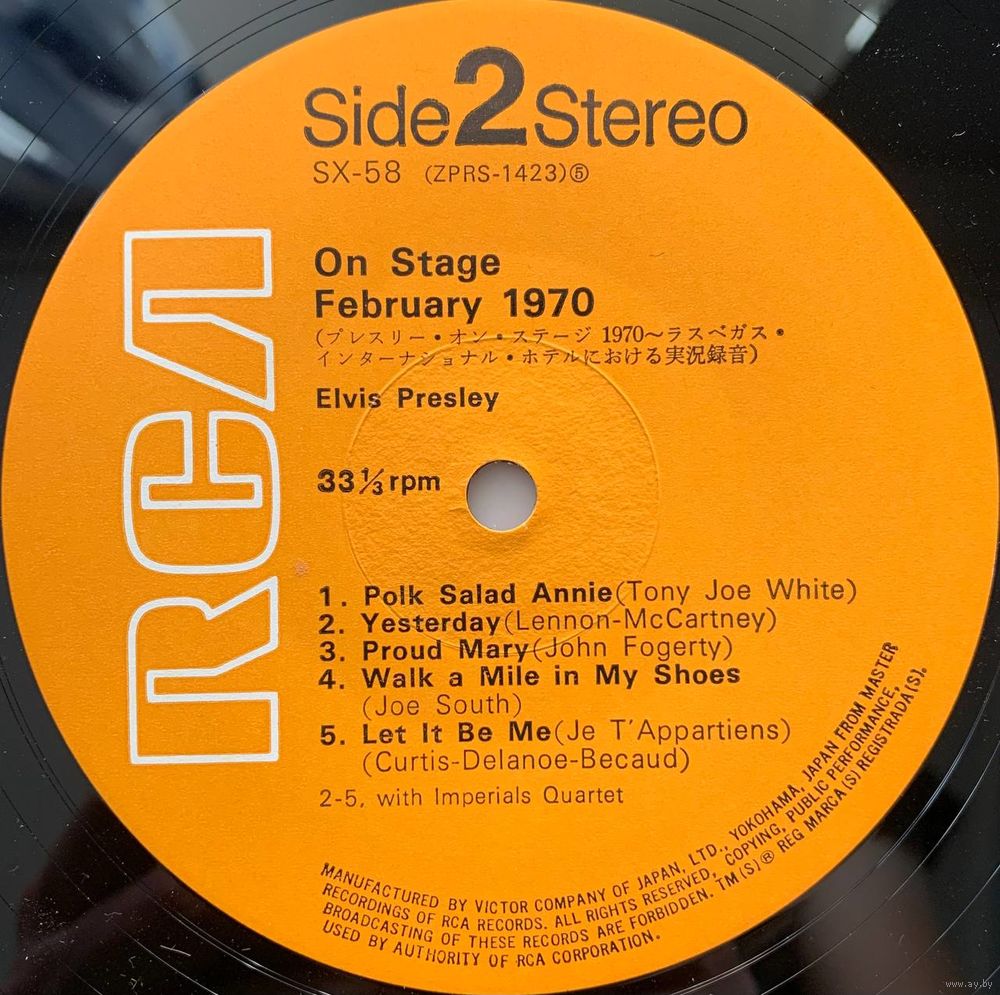 Side 2 Stereo
SX-58 (ZPRS-1423)⑤
RCA
On Stage
February 1970
(プレスリー・オン・ステージ 1970〜ラスベガス・
インターナショナル・ホテルにおける実況録音)
Elvis Presley
33⅓rpm
1. Polk Salad Annie(Tony Joe White)
2. Yesterday(Lennon-McCartney)
3. Proud Mary(John Fogerty)
4. Walk a Mile in My Shoes
(Joe South)
5. Let It Be Me(Je T'Appartiens)
(Curtis-Delanoe-Becaud)
2-5, with Imperials Quartet
MANUFACTURED BY VICTOR COMPANY OF JAPAN, LTD., YOKOHAMA, JAPAN FROM MASTER
RECORDINGS OF RCA RECORDS. ALL RIGHTS RESERVED, COPYING, PUBLIC PERFORMANCE,
BROADCASTING OF THESE RECORDS ARE FORBIDDEN. TM(S)® REG MARCA(S) REGISTRADA(S).
USED BY AUTHORITY OF RCA CORPORATION.
www.ay.by